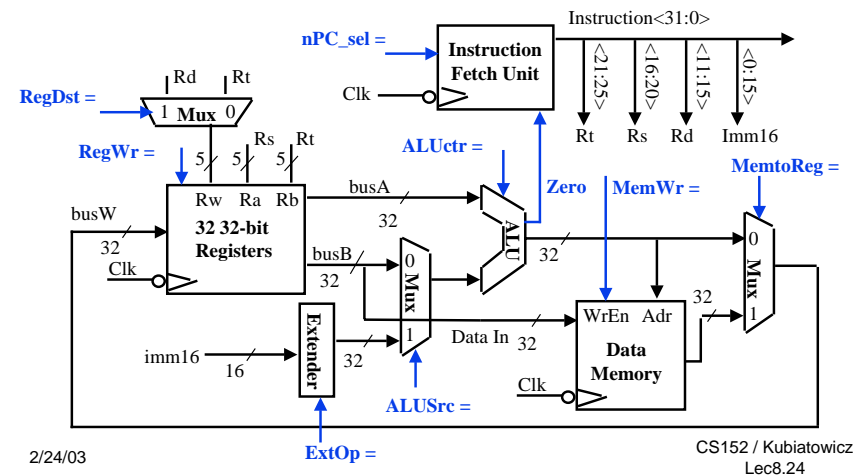 Instruction<31:0>
nPC_sel =
Instruction
Fetch Unit
<21:25>
<16:20>
<11:15>
<0:15>
Rd
Rt
RegDst =
1 Mux 0
Clk
Rt
Rs
Rd
Imm16
RegWr =
Rs
Rt
ALUctr =
MemtoReg =
5
5
5
Zero
MemWr =
Rw Ra Rb
busA
busW
32
32
32 32-bit
Registers
busB
32
ALU
0
Mux
1
32
0
Mux
1
Clk
32
WrEn Adr
Data In
32
Data
Memory
imm16
16
Extender
32
Clk
ALUSrc =
ExtOp =
2/24/03
CS152 / Kubiatowicz
Lec8.24